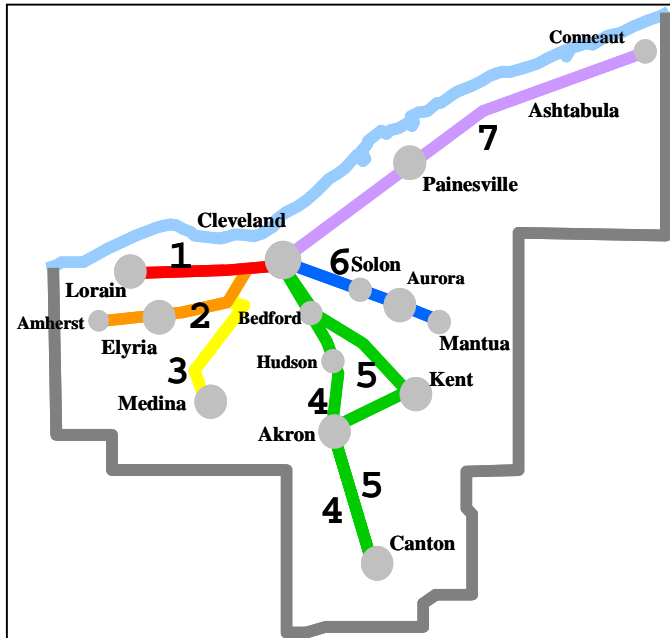 Conneaut
Ashtabula
7
Painesville
Cleveland
1
6
Solon
Lorain
Aurora
Amherst
2
Bedford
Elyria
Mantua
Hudson
3
5
Kent
Medina
4
Akron
5
4
Canton